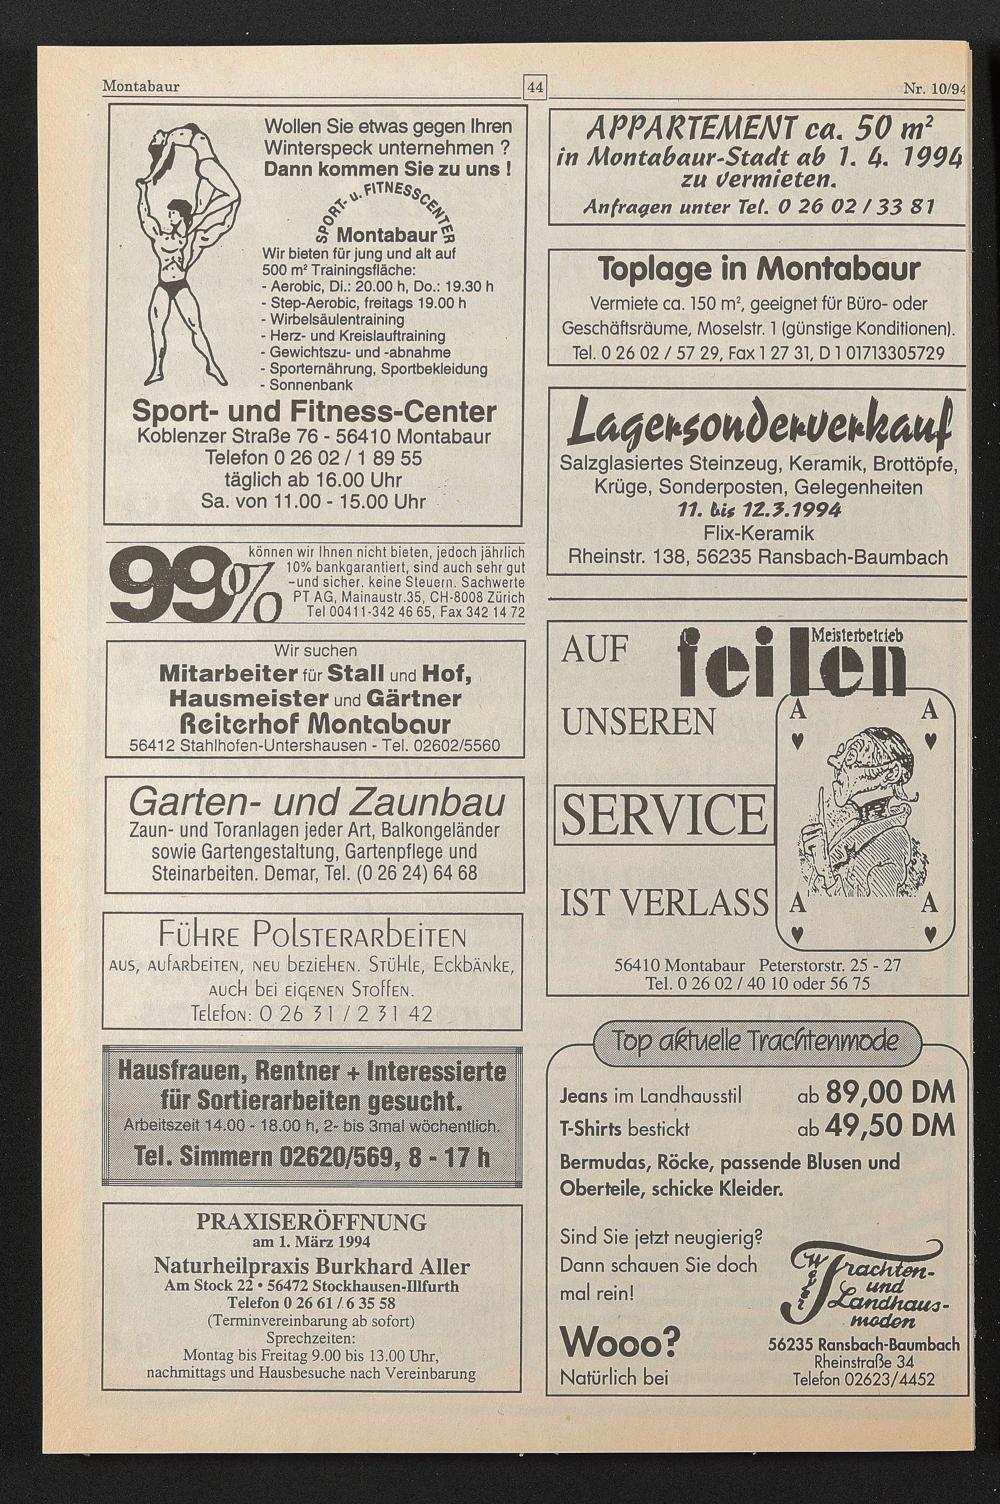 Montabaur
44
Nr. 10/94
Wollen Sie etwas gegen Ihren
Winterspeck unternehmen ?
Dann kommen Sie zu uns !
SPORT- u. FITNESSCENTER
Montabaur
Wir bieten für jung und alt auf
500 m² Trainingsfläche:
- Aerobic, Di.: 20.00 h, Do.: 19.30 h
- Step-Aerobic, freitags 19.00 h
- Wirbelsäulentraining
- Herz- und Kreislauftraining
- Gewichtszu- und -abnahme
- Sporternährung, Sportbekleidung
- Sonnenbank
Sport- und Fitness-Center
Koblenzer Straße 76 - 56410 Montabaur
Telefon 0 26 02 / 1 89 55
täglich ab 16.00 Uhr
Sa. von 11.00 - 15.00 Uhr
99%
können wir Ihnen nicht bieten, jedoch jährlich
10% bankgarantiert, sind auch sehr gut
-und sicher. keine Steuern. Sachwerte
PT AG, Mainaustr.35, CH-8008 Zürich
Tel 00411-342 46 65, Fax 342 14 72
Wir suchen
Mitarbeiter für Stall und Hof,
Hausmeister und Gärtner
Reiterhof Montabaur
56412 Stahlhofen-Untershausen - Tel. 02602/5560
Garten- und Zaunbau
Zaun- und Toranlagen jeder Art, Balkongeländer
sowie Gartengestaltung, Gartenpflege und
Steinarbeiten. Demar, Tel. (0 26 24) 64 68
FÜHRE POLSTERARBEITEN
AUS, AUFARBEITEN, NEU BEZIEHEN. STÜHLE, ECKBÄNKE,
AUCH BEI EIGENEN STOFFEN.
TELEFON: 0 26 31 / 2 31 42
Hausfrauen, Rentner + Interessierte
für Sortierarbeiten gesucht.
Arbeitszeit 14.00 - 18.00 h, 2- bis 3mal wöchentlich.
Tel. Simmern 02620/569, 8 - 17 h
PRAXISERÖFFNUNG
am 1. März 1994
Naturheilpraxis Burkhard Aller
Am Stock 22 • 56472 Stockhausen-Illfurth
Telefon 0 26 61 / 6 35 58
(Terminvereinbarung ab sofort)
Sprechzeiten:
Montag bis Freitag 9.00 bis 13.00 Uhr,
nachmittags und Hausbesuche nach Vereinbarung
APPARTEMENT ca. 50 m²
in Montabaur-Stadt ab 1. 4. 1994
zu vermieten.
Anfragen unter Tel. 0 26 02 / 33 81
Toplage in Montabaur
Vermiete ca. 150 m², geeignet für Büro- oder
Geschäftsräume, Moselstr. 1 (günstige Konditionen).
Tel. 0 26 02 / 57 29, Fax 1 27 31, D 1 01713305729
Lagersonderverkauf
Salzglasiertes Steinzeug, Keramik, Brottöpfe,
Krüge, Sonderposten, Gelegenheiten
11. bis 12.3.1994
Flix-Keramik
Rheinstr. 138, 56235 Ransbach-Baumbach
AUF
feilen
Meisterbetrieb
UNSEREN
A A
SERVICE
IST VERLASS
A A
56410 Montabaur Peterstorstr. 25 - 27
Tel. 0 26 02 / 40 10 oder 56 75
Top aktuelle Trachtenmode
Jeans im Landhausstil ab 89,00 DM
T-Shirts bestickt ab 49,50 DM
Bermudas, Röcke, passende Blusen und
Oberteile, schicke Kleider.
Sind Sie jetzt neugierig?
Dann schauen Sie doch
mal rein!
Wooo?
Natürlich bei
Weyer
Trachten-
und
Landhaus-
moden
56235 Ransbach-Baumbach
Rheinstraße 34
Telefon 02623/4452